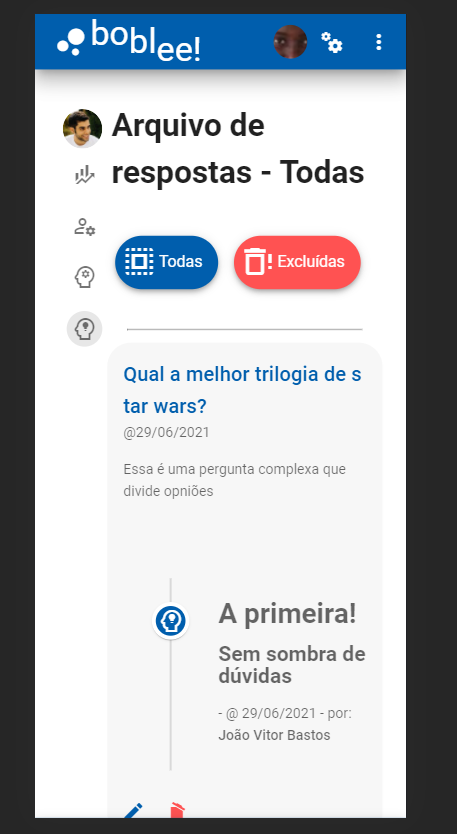 boblee!
Arquivo de
respostas - Todas
Todas
Excluídas
Qual a melhor trilogia de s
tar wars?
@29/06/2021
Essa é uma pergunta complexa que
divide opniões
A primeira!
Sem sombra de
dúvidas
- @ 29/06/2021 - por:
João Vitor Bastos